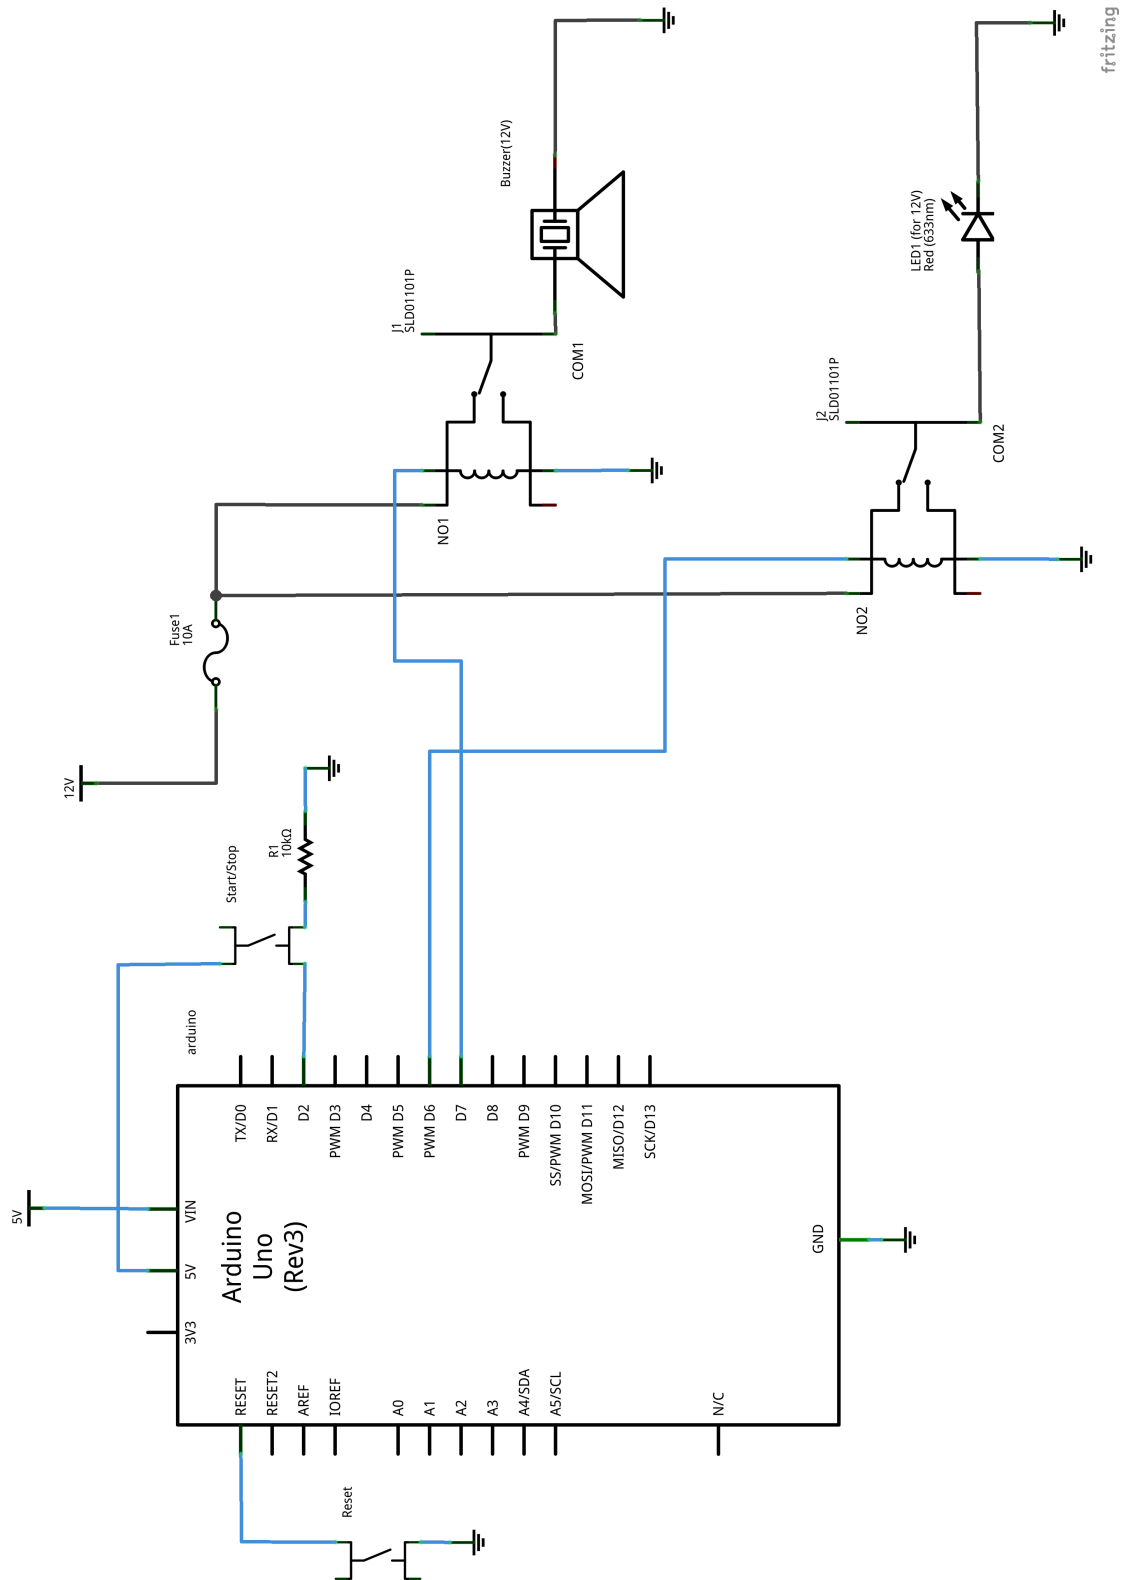 fritzing
Buzzer(12V)
LED1 (for 12V)
Red (633nm)
J1
SLD01101P
COM1
J2
SLD01101P
COM2
NO1
NO2
Fuse1
10A
12V
R1
10kΩ
Start/Stop
arduino
TX/D0
RX/D1
D2
PWM D3
D4
PWM D5
PWM D6
D7
D8
PWM D9
SS/PWM D10
MOSI/PWM D11
MISO/D12
SCK/D13
5V
VIN
5V
3V3
Arduino
Uno
(Rev3)
GND
RESET
RESET2
AREF
IOREF
A0
A1
A2
A3
A4/SDA
A5/SCL
N/C
Reset